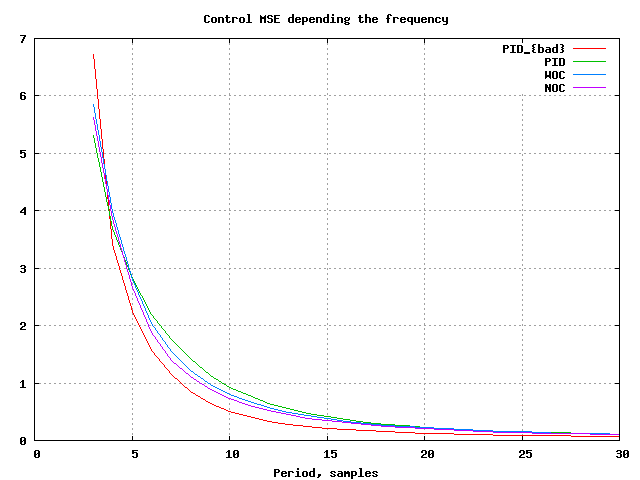 Control MSE depending the frequency
7
6
5
4
3
2
1
0
PID_{bad}
PID
WOC
NOC
0 5 10 15 20 25 30
Period, samples